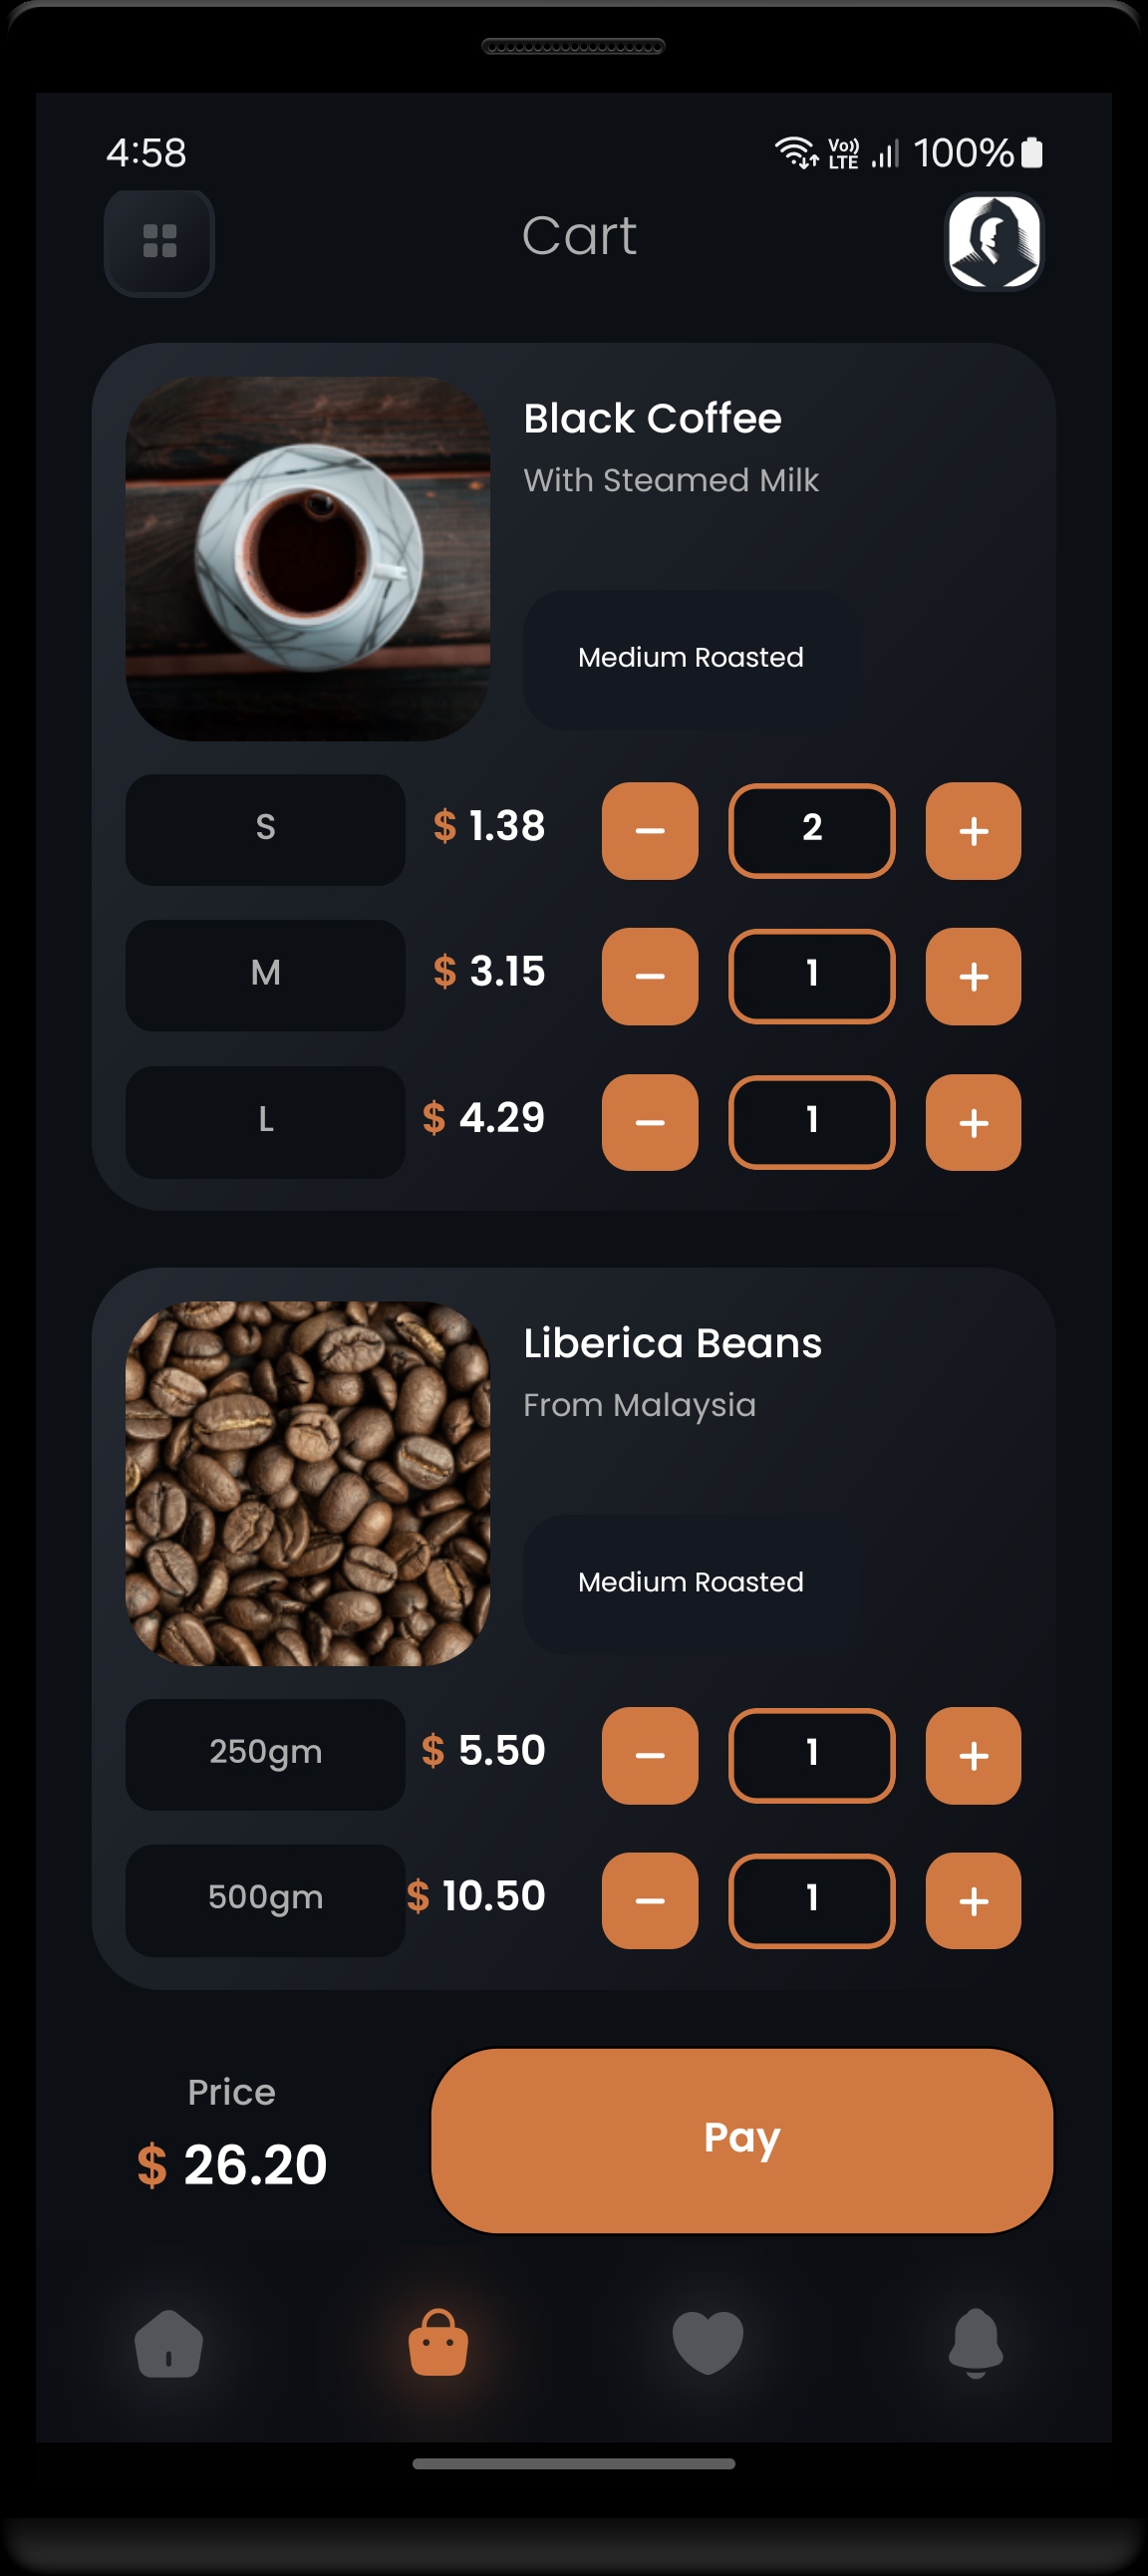 4:58 Vo)) LTE 100%
Cart
Black Coffee
With Steamed Milk
Medium Roasted
S $ 1.38 − 2 +
M $ 3.15 − 1 +
L $ 4.29 − 1 +
Liberica Beans
From Malaysia
Medium Roasted
250gm $ 5.50 − 1 +
500gm $ 10.50 − 1 +
Price
$ 26.20
Pay